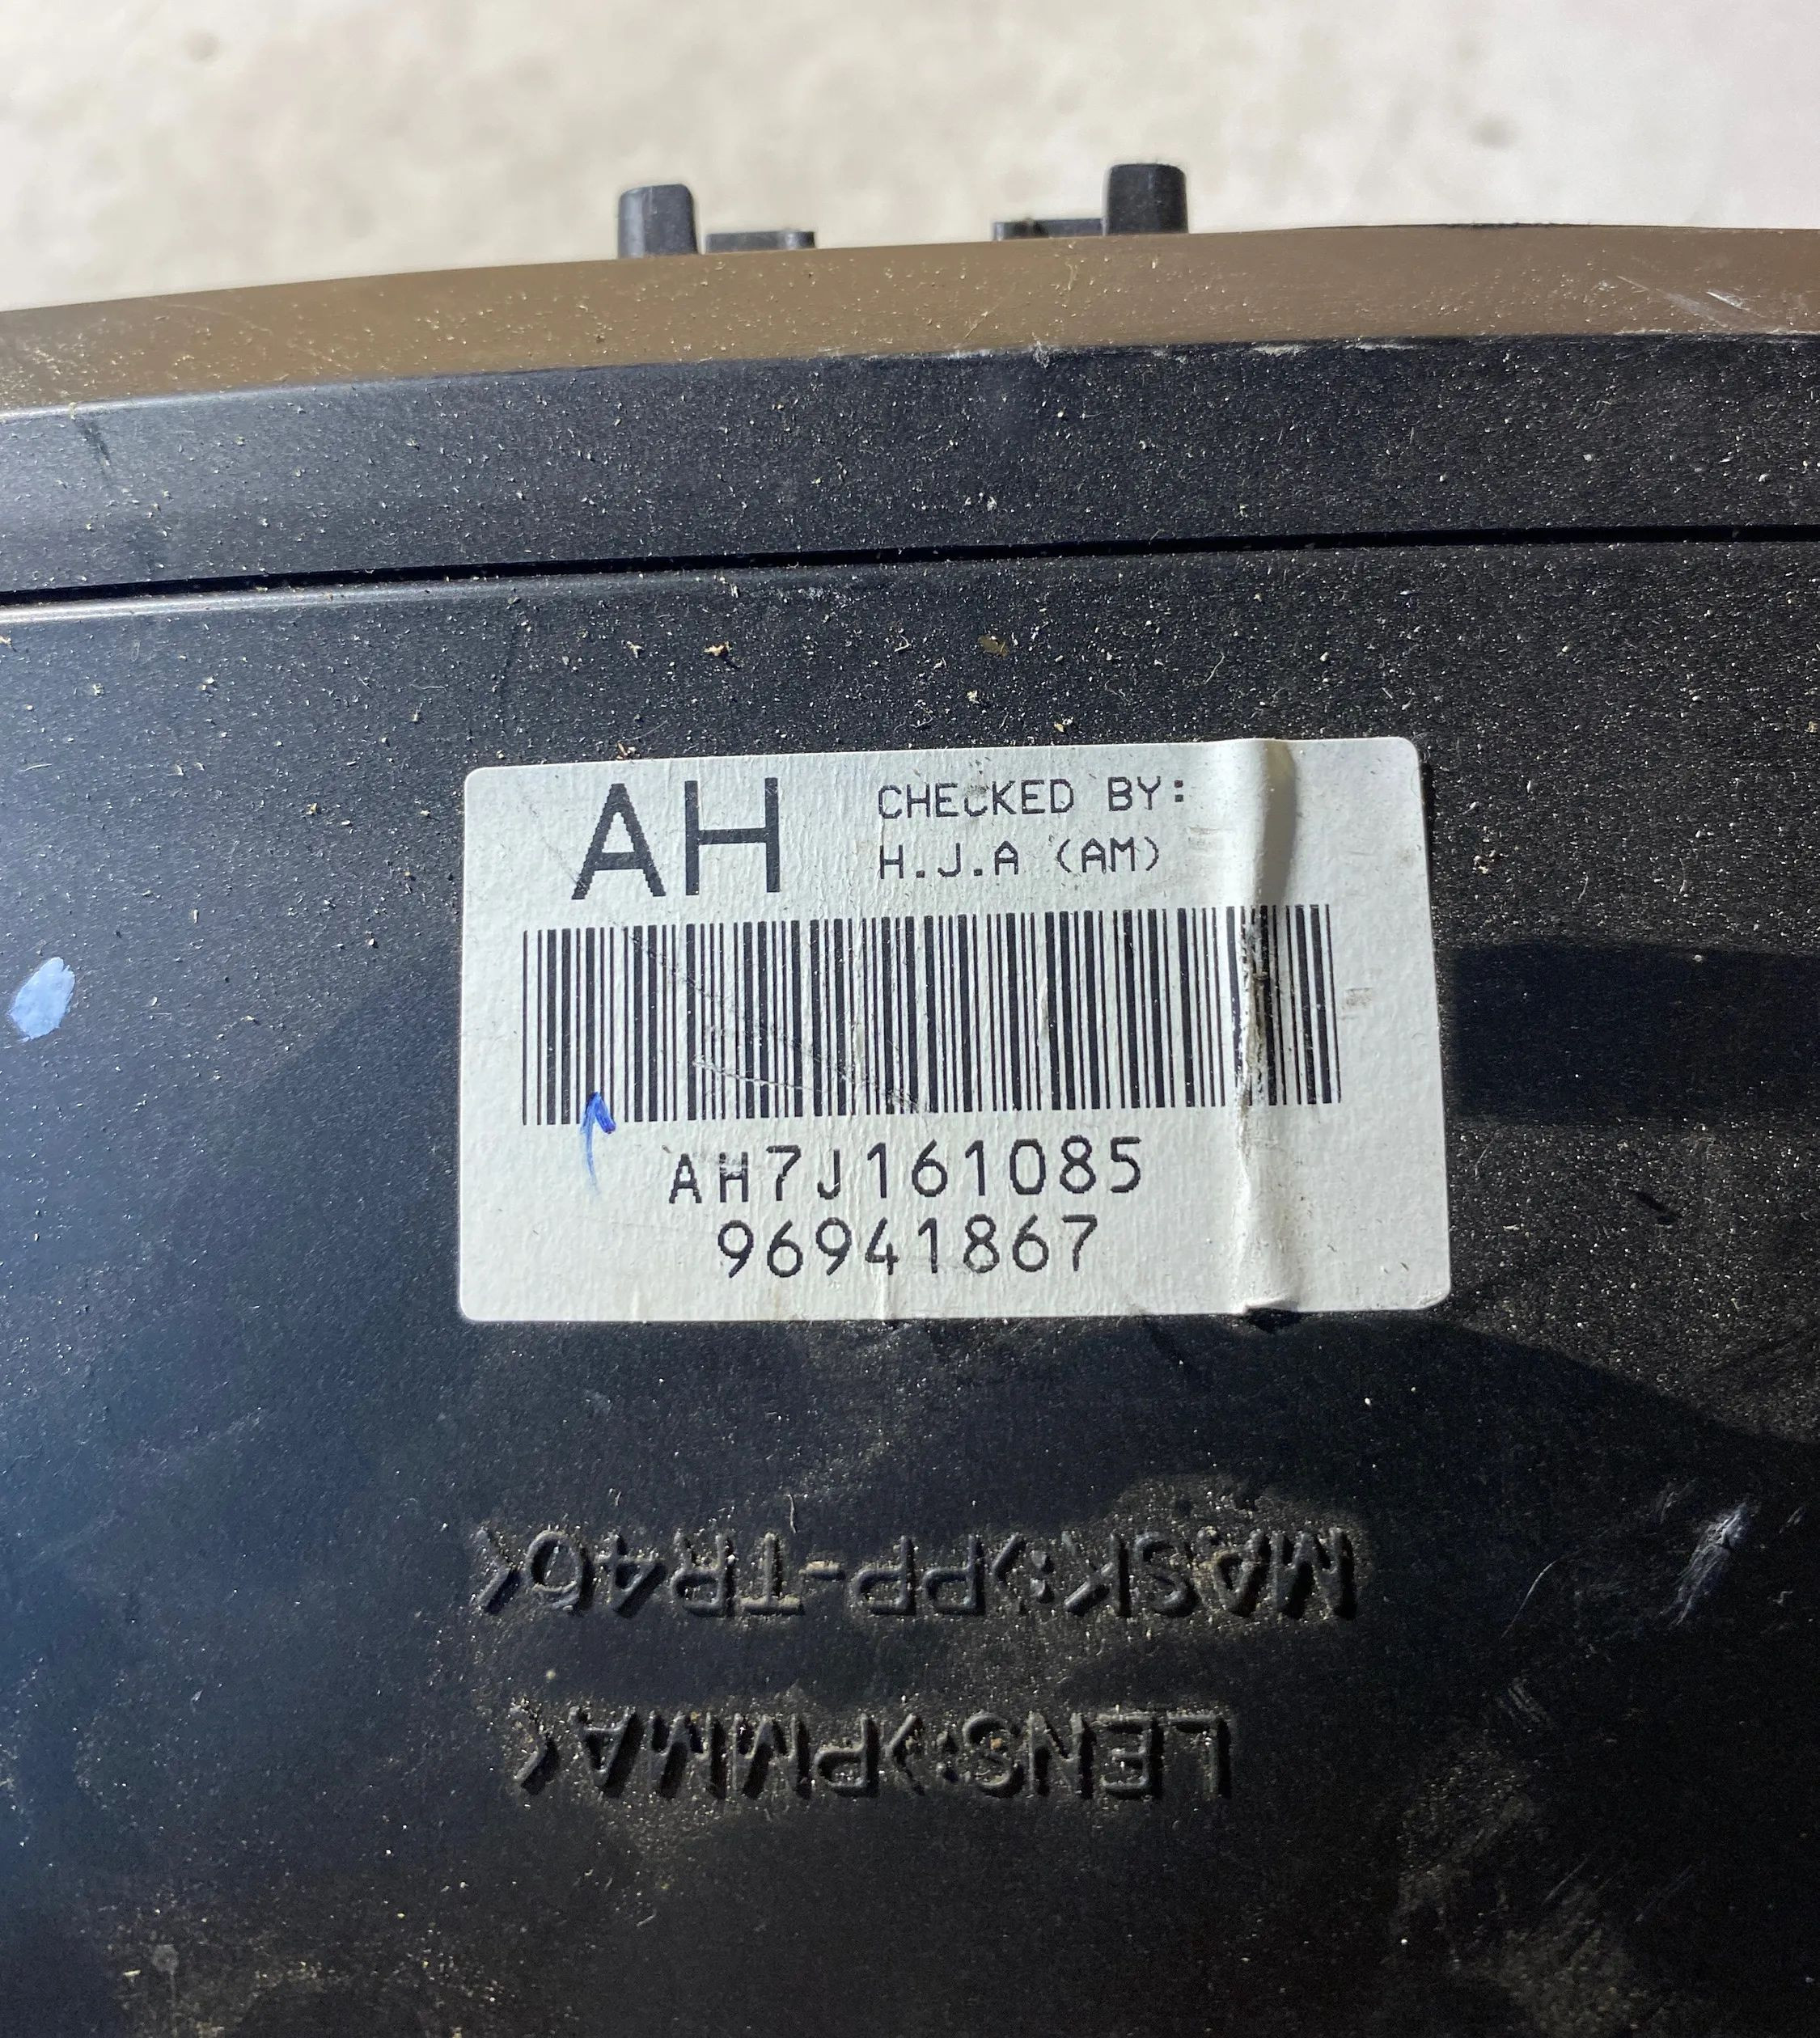 AH
CHECKED BY:
H.J.A (AM)
AH7J161085
96941867
MASK:>PP-TR40<
LENS:>PMMA<